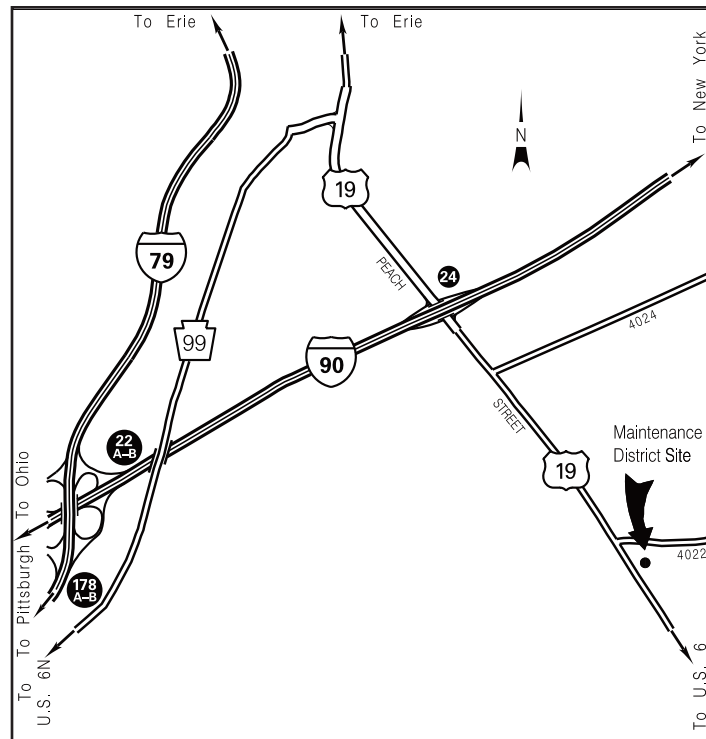 To Erie
To Erie
To New York
N
19
79
PEACH
24
4024
99
90
STREET
22
A–B
Maintenance
District Site
19
To Ohio
4022
178
A–B
To Pittsburgh
To
U.S. 6N
To U.S. 6